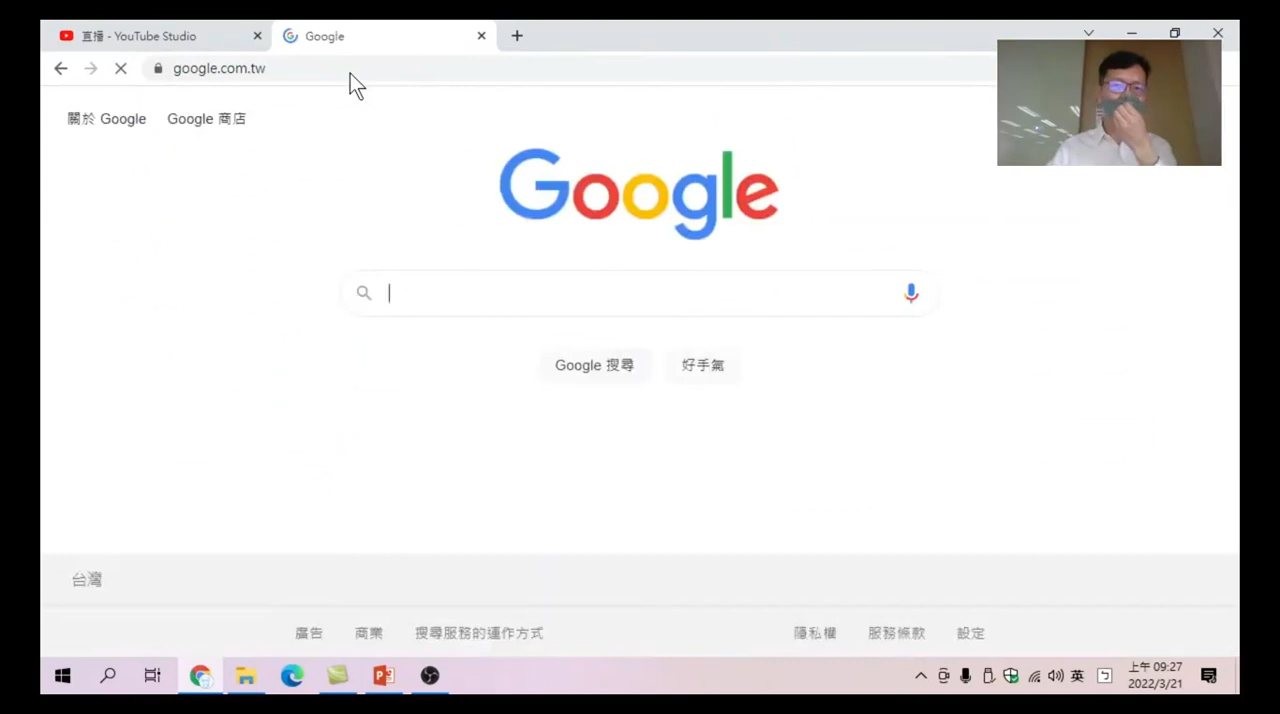 直播 - YouTube Studio
Google
google.com.tw
關於 Google
Google 商店
Google
Google 搜尋
好手氣
台灣
廣告
商業
搜尋服務的運作方式
隱私權
服務條款
設定
英
上午 09:27
2022/3/21